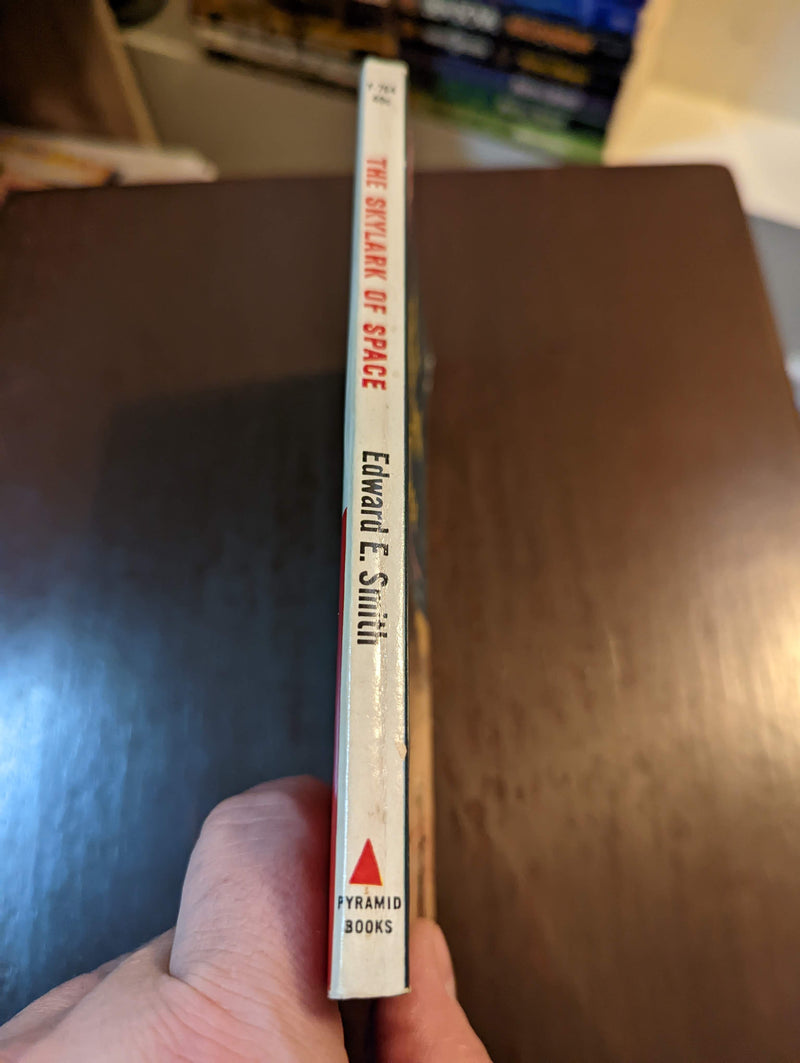 THE SKYLARK OF SPACE
Edward E. Smith
PYRAMID
BOOKS